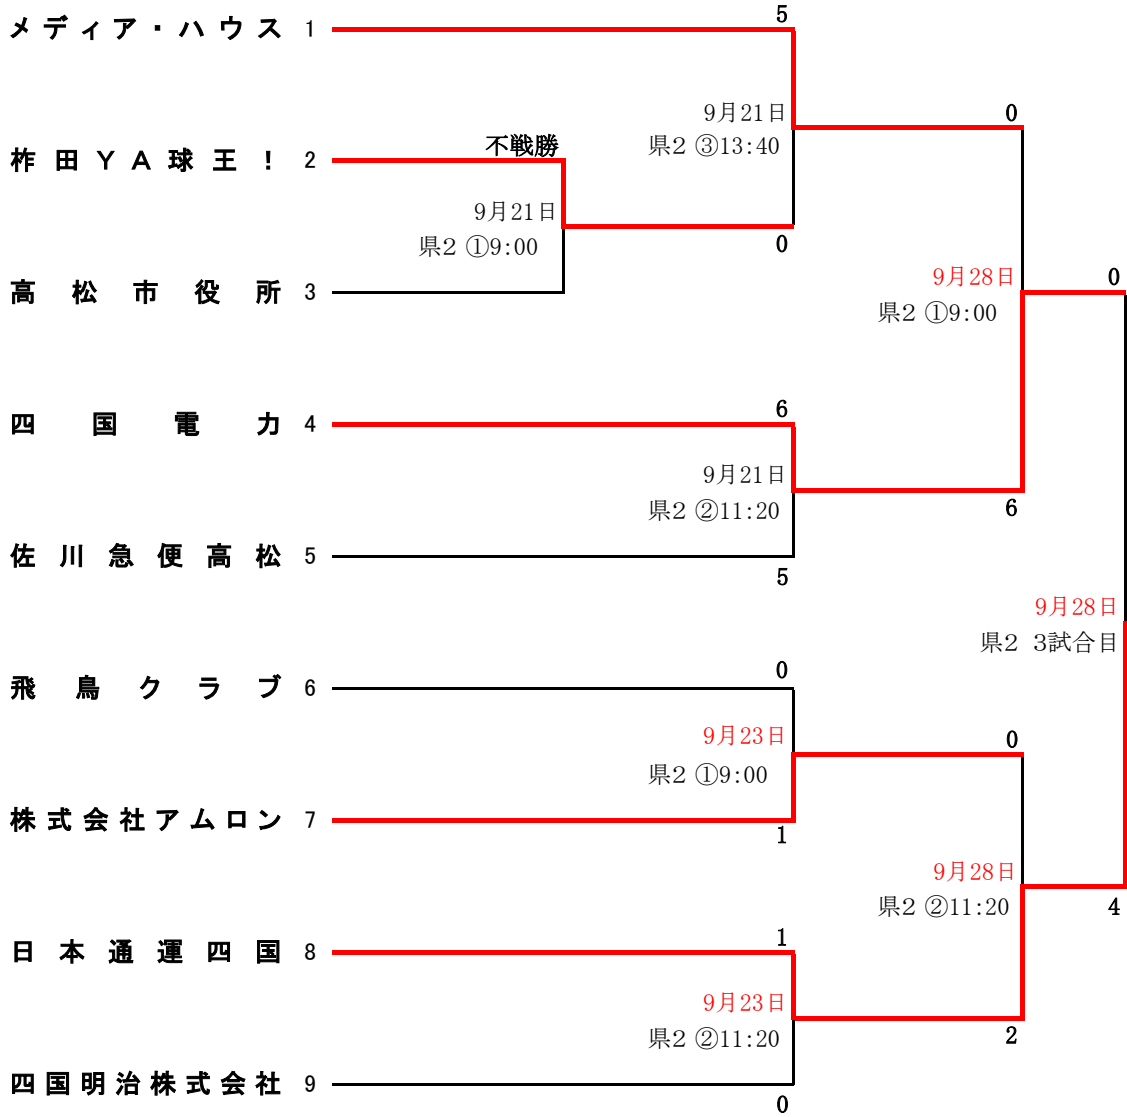 メディア・ハウス 1
5
9月21日
県2 ③13:40
0
柞田YA球王！ 2
不戦勝
9月21日
県2 ①9:00
0
高松市役所 3
9月28日
県2 ①9:00
0
四国電力 4
6
9月21日
県2 ②11:20
6
佐川急便高松 5
5
9月28日
県2 3試合目
飛鳥クラブ 6
0
9月23日
県2 ①9:00
0
株式会社アムロン 7
1
9月28日
県2 ②11:20
4
日本通運四国 8
1
9月23日
県2 ②11:20
2
四国明治株式会社 9
0